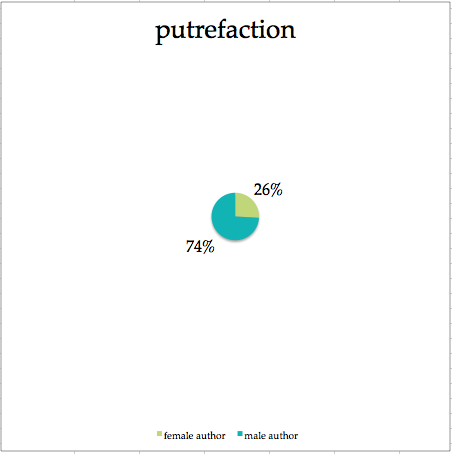 putrefaction
26%
74%
female author male author